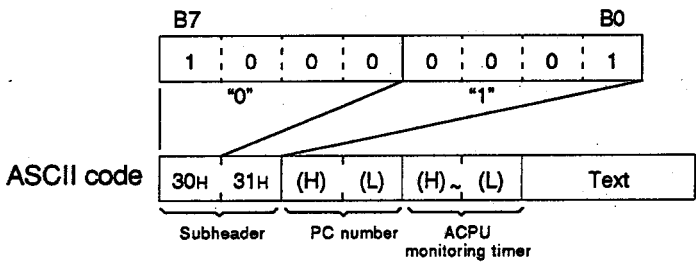 B7 B0
1 0 0 0 0 0 0 1
“0” “1”
ASCII code 30H 31H (H) (L) (H) ~ (L) Text
Subheader PC number ACPU
monitoring timer